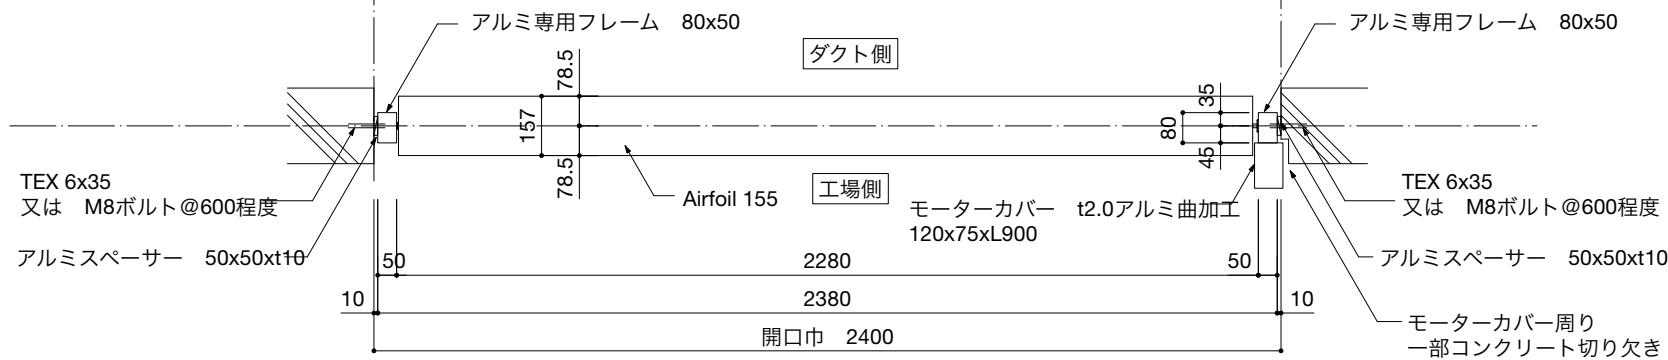 アルミ専用フレーム　80x50
アルミ専用フレーム　80x50
ダクト側
78.5
157
78.5
35
80
45
TEX 6x35
又は　M8ボルト@600程度
Airfoil 155
工場側
モーターカバー　t2.0アルミ曲加工
120x75xL900
TEX 6x35
又は　M8ボルト@600程度
アルミスペーサー　50x50xt10
50
2280
50
アルミスペーサー　50x50xt10
10
2380
10
開口巾　2400
モーターカバー周り
一部コンクリート切り欠き